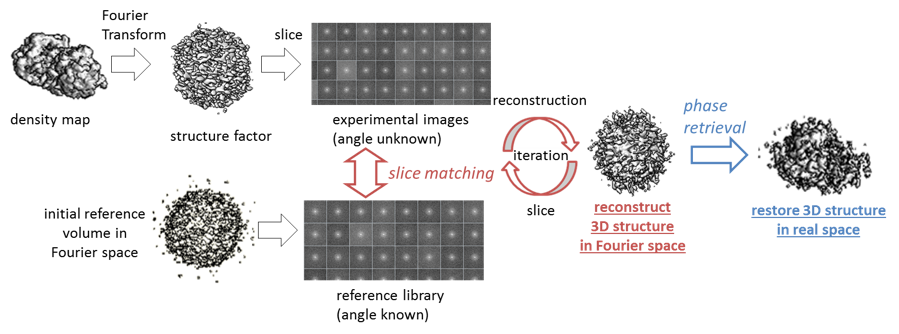 Fourier
Transform
slice
density map
structure factor
experimental images
(angle unknown)
slice matching
initial reference
volume in
Fourier space
reference library
(angle known)
reconstruction
iteration
slice
reconstruct
3D structure
in Fourier space
phase
retrieval
restore 3D structure
in real space